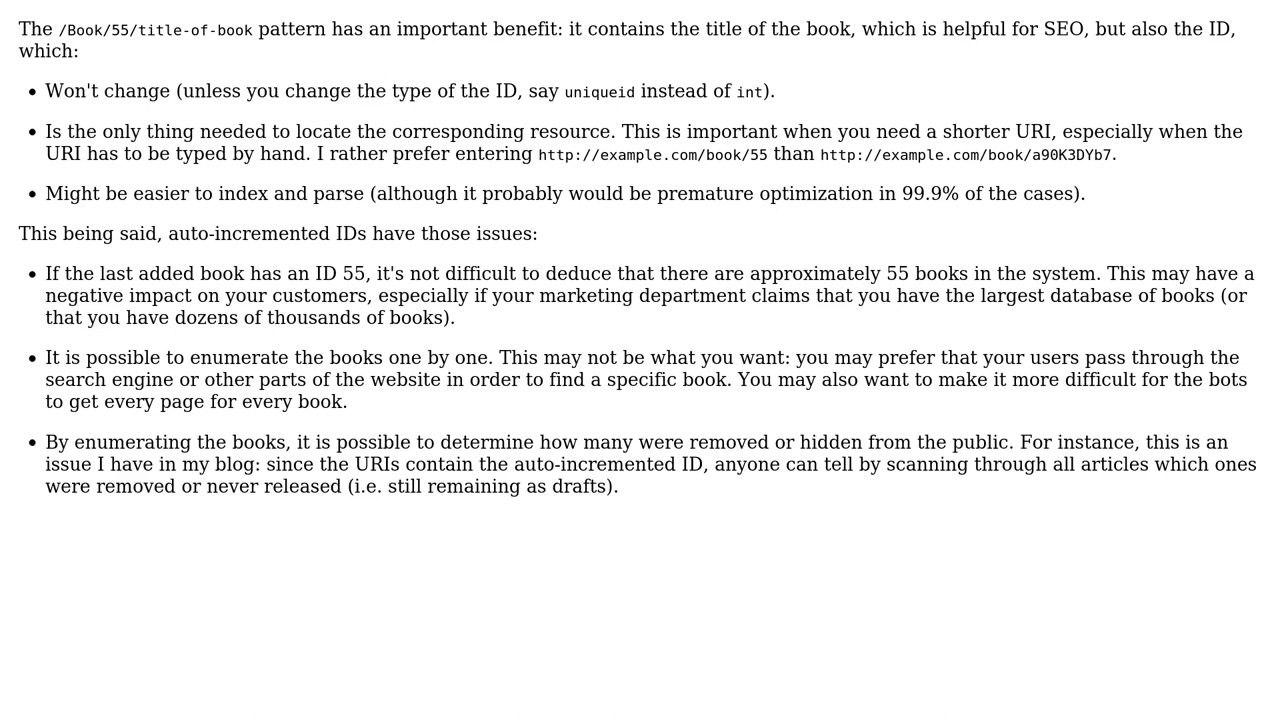 The /Book/55/title-of-book pattern has an important benefit: it contains the title of the book, which is helpful for SEO, but also the ID,
which:
• Won't change (unless you change the type of the ID, say uniqueid instead of int).
• Is the only thing needed to locate the corresponding resource. This is important when you need a shorter URI, especially when the
URI has to be typed by hand. I rather prefer entering http://example.com/book/55 than http://example.com/book/a90K3DYb7.
• Might be easier to index and parse (although it probably would be premature optimization in 99.9% of the cases).
This being said, auto-incremented IDs have those issues:
• If the last added book has an ID 55, it's not difficult to deduce that there are approximately 55 books in the system. This may have a
negative impact on your customers, especially if your marketing department claims that you have the largest database of books (or
that you have dozens of thousands of books).
• It is possible to enumerate the books one by one. This may not be what you want: you may prefer that your users pass through the
search engine or other parts of the website in order to find a specific book. You may also want to make it more difficult for the bots
to get every page for every book.
• By enumerating the books, it is possible to determine how many were removed or hidden from the public. For instance, this is an
issue I have in my blog: since the URIs contain the auto-incremented ID, anyone can tell by scanning through all articles which ones
were removed or never released (i.e. still remaining as drafts).